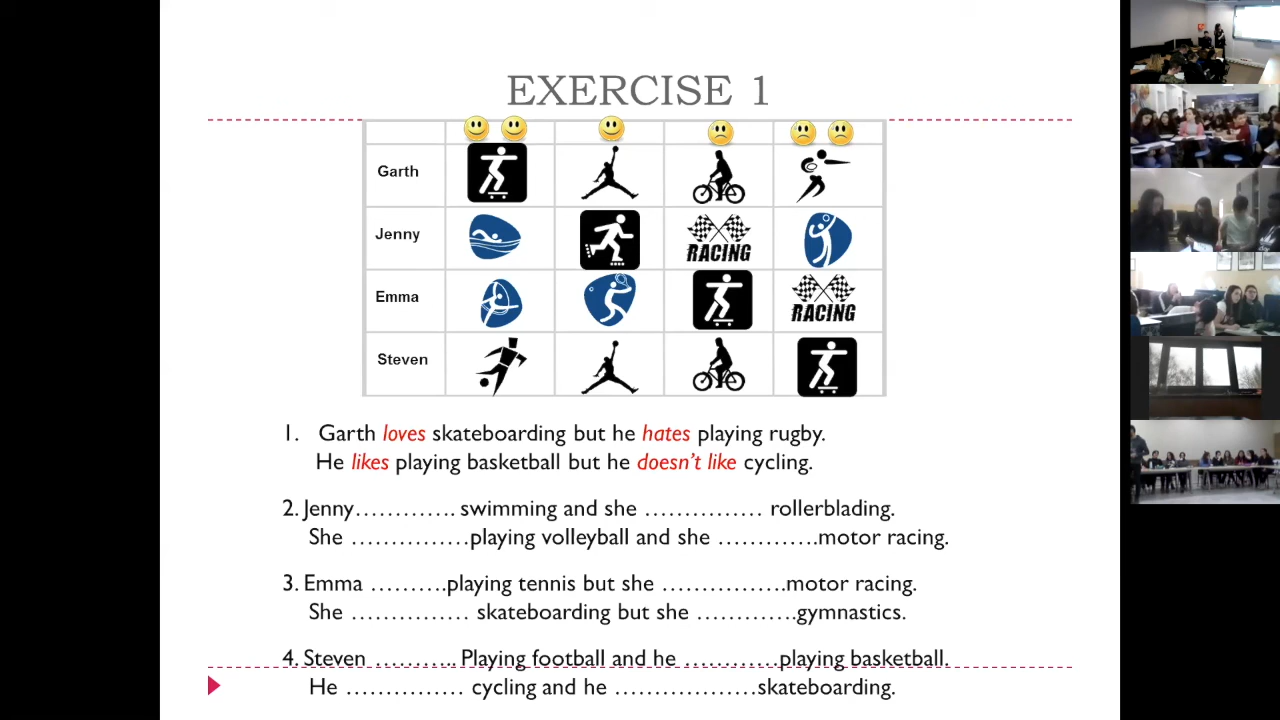 EXERCISE 1
Garth
Jenny
RACING
Emma
RACING
Steven
1. Garth loves skateboarding but he hates playing rugby.
He likes playing basketball but he doesn't like cycling.
2. Jenny…………. swimming and she …………… rollerblading.
She ……………playing volleyball and she ………….motor racing.
3. Emma ……….playing tennis but she …………….motor racing.
She …………… skateboarding but she ………….gymnastics.
4. Steven ……….. Playing football and he …………playing basketball.
He …………… cycling and he ………………skateboarding.